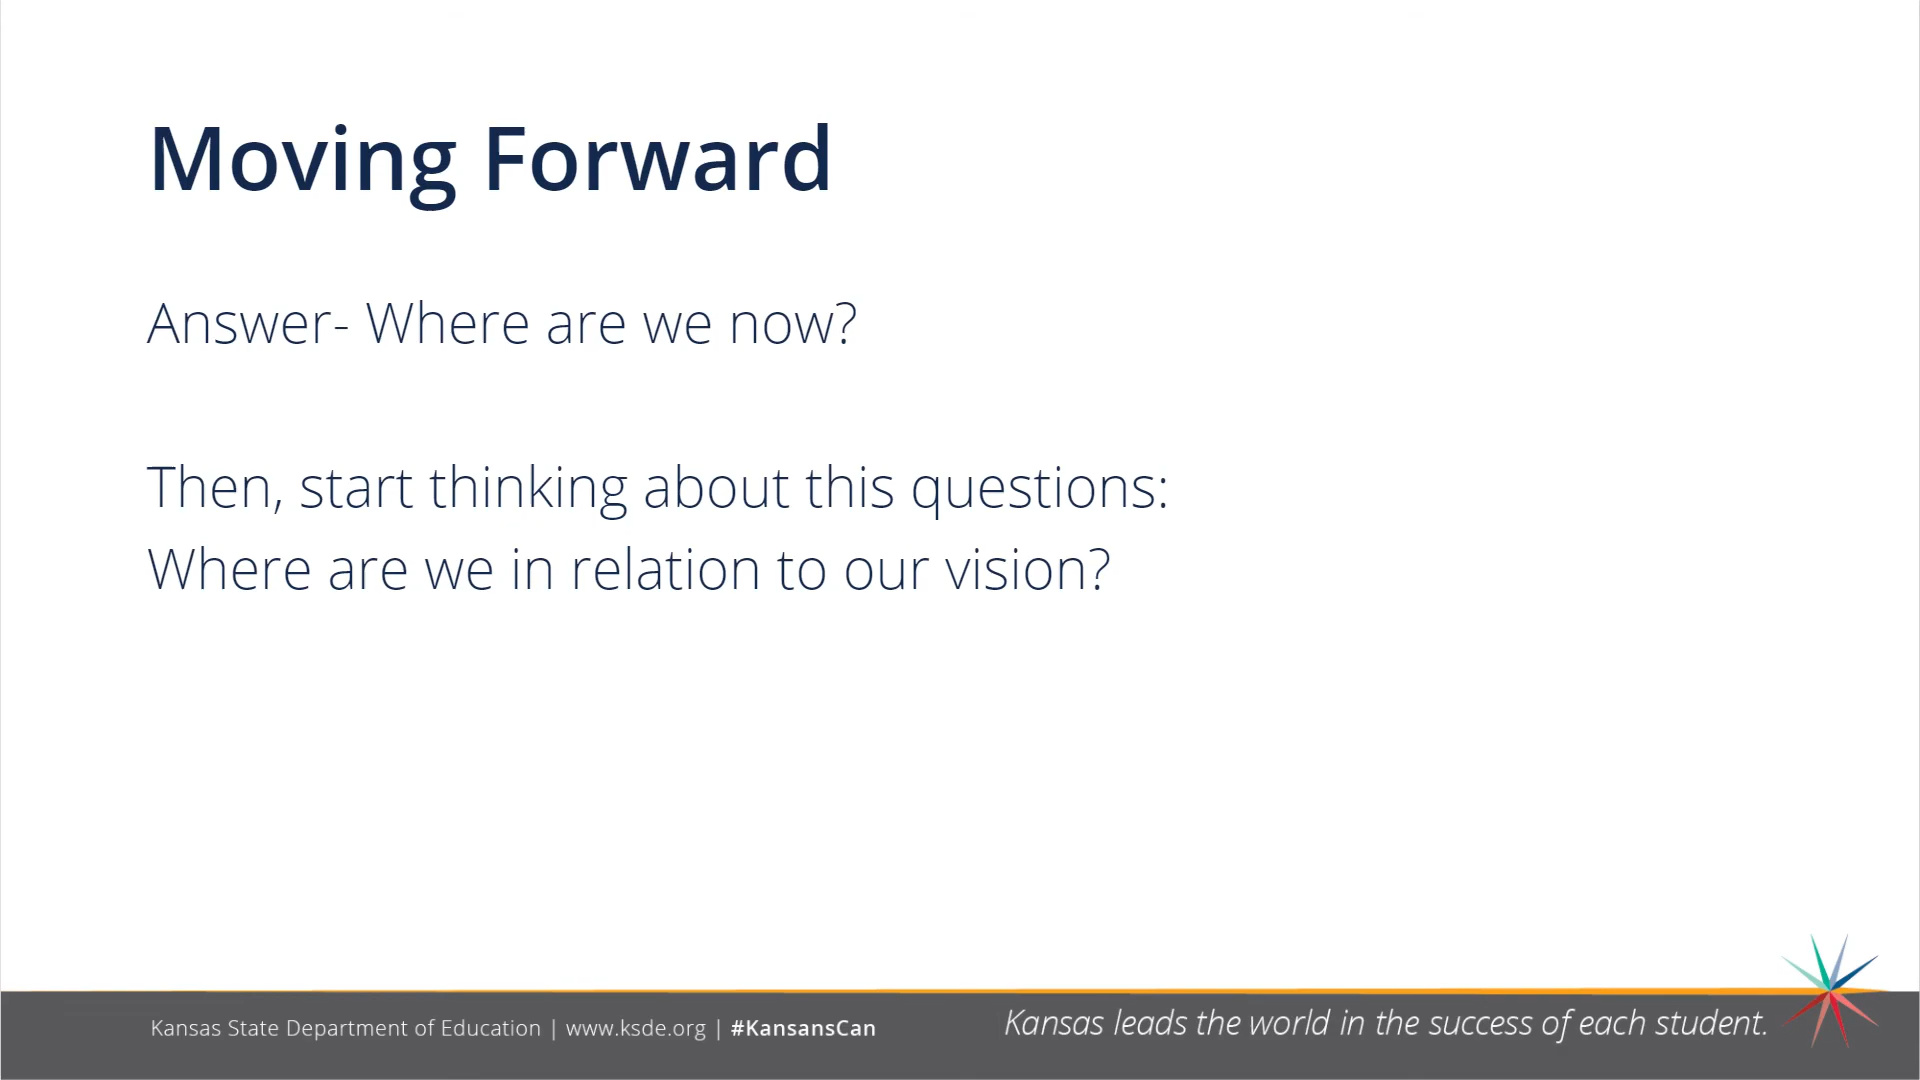 Moving Forward
Answer- Where are we now?
Then, start thinking about this questions:
Where are we in relation to our vision?
Kansas State Department of Education | www.ksde.org | #KansansCan
Kansas leads the world in the success of each student.